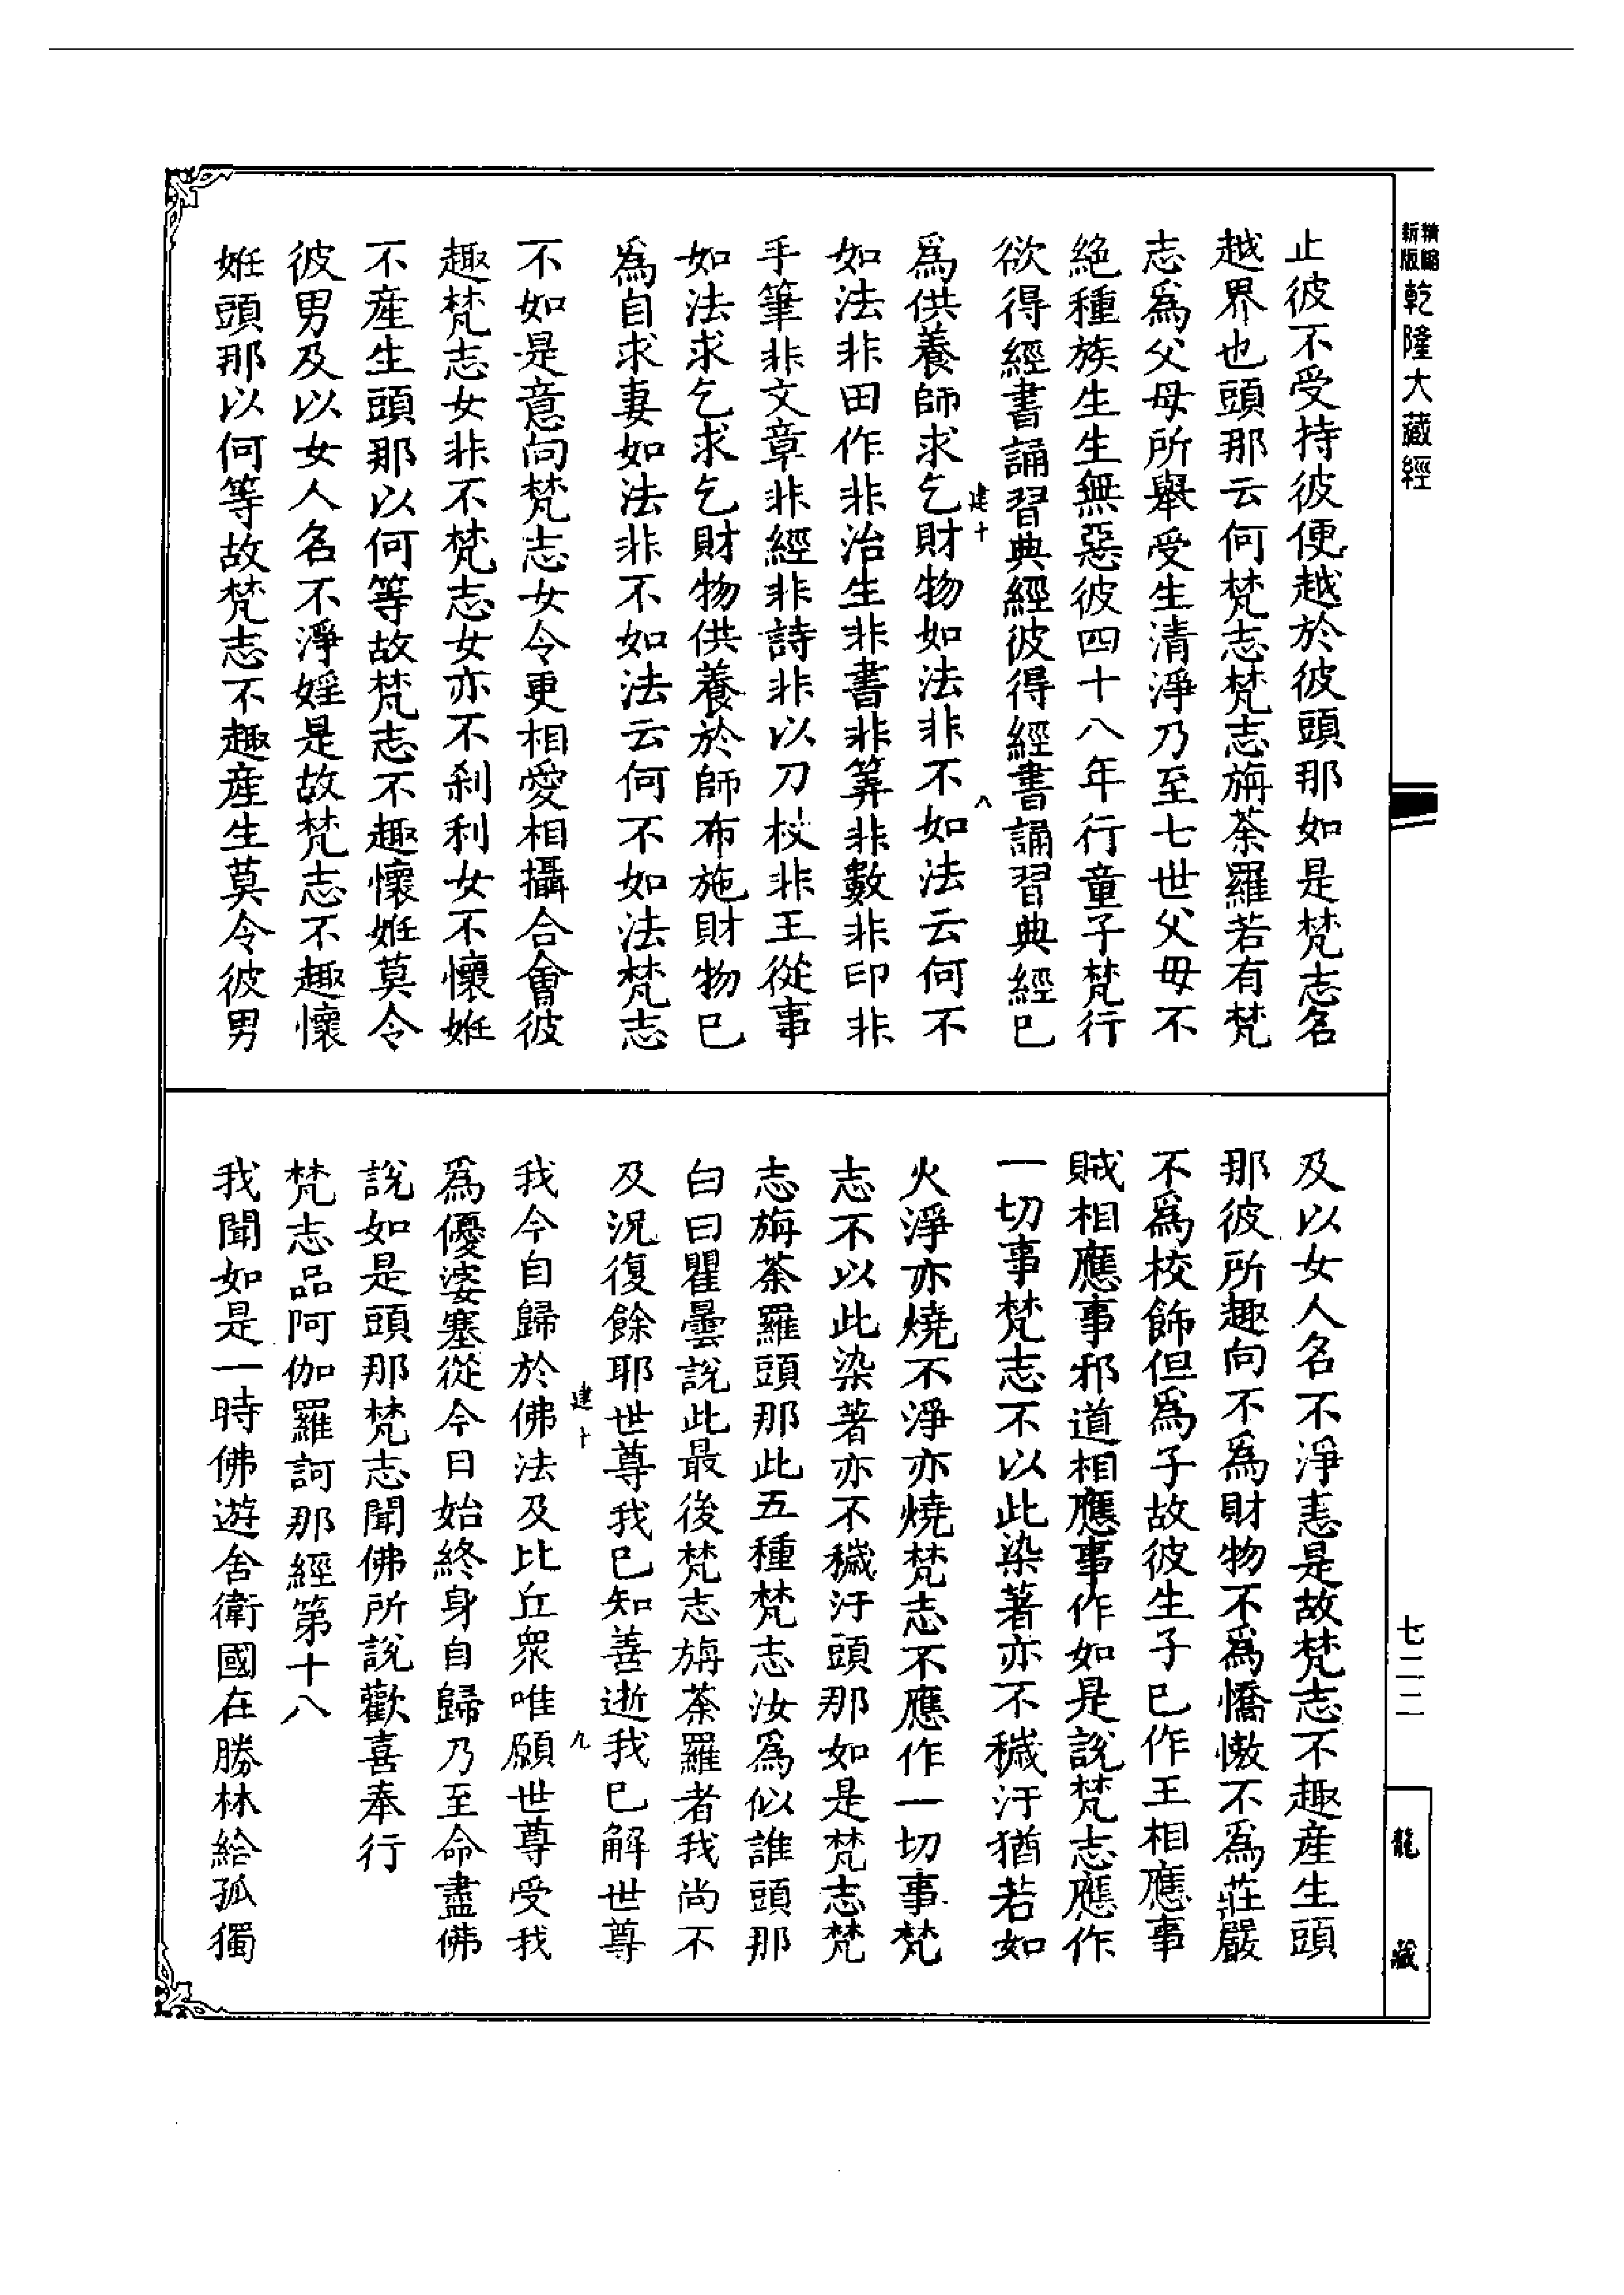 精縮新版乾隆大藏經
止彼不受持彼便越於彼頭那如是梵志名
越界也頭那云何梵志梵志旃荼羅若有梵
志爲父母所舉受生清淨乃至七世父母不
絕種族生生無惡彼四十八年行童子梵行
欲得經書誦習典經彼得經書誦習典經已
建十 八
爲供養師求乞財物如法非不如法云何不
如法非田作非治生非書非筭非數非印非
手筆非文章非經非詩非以刀杖非王從事
如法求乞求乞財物供養於師布施財物已
爲自求妻如法非不如法云何不如法梵志
不如是意向梵志女令更相愛相攝合會彼
趣梵志女非不梵志女亦不刹利女不懷妊
不產生頭那以何等故梵志不趣懷妊莫令
彼男及以女人名不淨婬是故梵志不趣懷
妊頭那以何等故梵志不趣產生莫令彼男
及以女人名不淨恚是故梵志不趣產生頭
那彼所趣向不爲財物不爲憍慠不爲莊嚴
不爲校飾但爲子故彼生子已作王相應事
賊相應事邪道相應事作如是說梵志應作
一切事梵志不以此染著亦不穢汙猶若如
火淨亦燒不淨亦燒梵志不應作一切事梵
志不以此染著亦不穢汙頭那如是梵志梵
志旃荼羅頭那此五種梵志汝爲似誰頭那
白曰瞿曇說此最後梵志旃荼羅者我尚不
及況復餘耶世尊我已知善逝我已解世尊
建十 九
我今自歸於佛法及比丘眾唯願世尊受我
爲優婆塞從今日始終身自歸乃至命盡佛
說如是頭那梵志聞佛所說歡喜奉行
梵志品阿伽羅訶那經第十八
我聞如是一時佛遊舍衛國在勝林給孤獨
七二二
龍藏